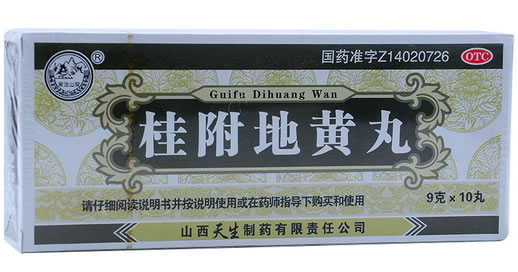 国药准字Z14020726
OTC
®
Guifu Dihuang Wan
桂附地黄丸
请仔细阅读说明书并按说明使用或在药师指导下购买和使用
9克×10丸
山西天生制药有限责任公司